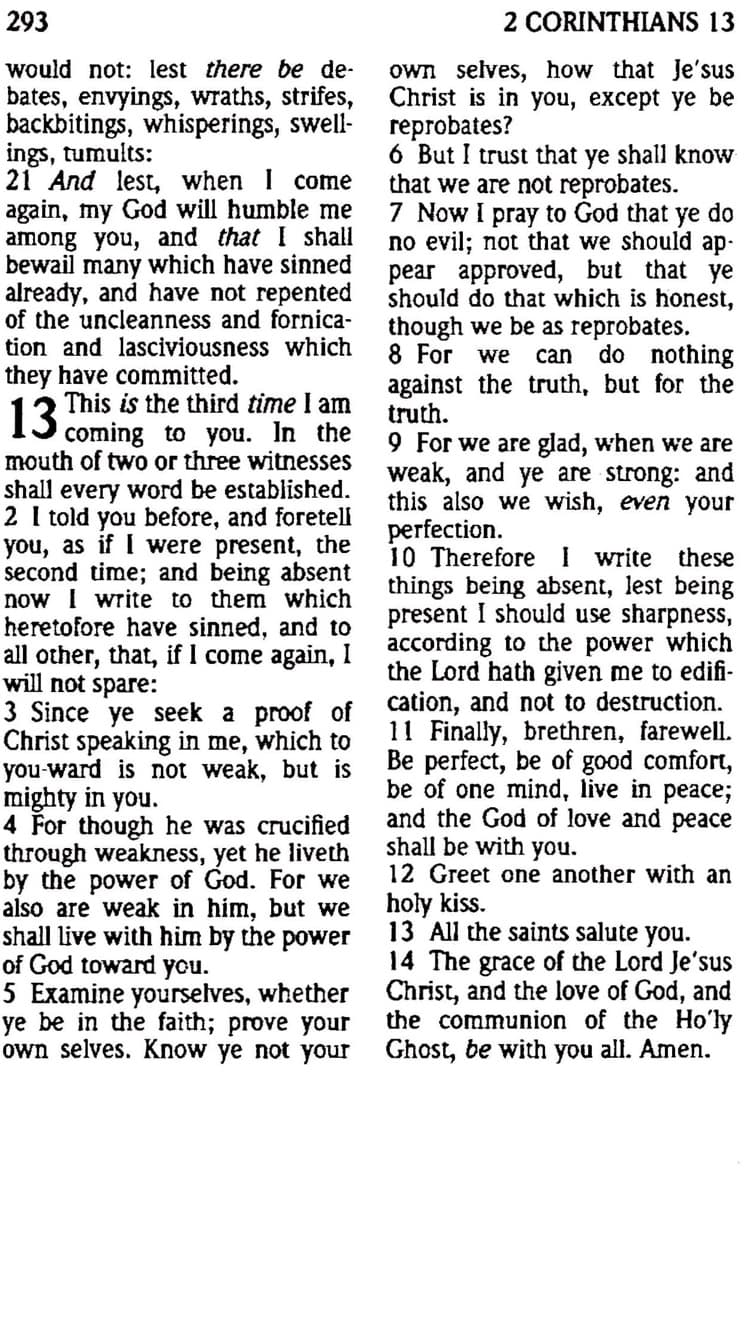 293
2 CORINTHIANS 13
would not: lest there be de-
bates, envyings, wraths, strifes,
backbitings, whisperings, swell-
ings, tumults:
21 And lest, when I come
again, my God will humble me
among you, and that I shall
bewail many which have sinned
already, and have not repented
of the uncleanness and fornica-
tion and lasciviousness which
they have committed.
13 This is the third time I am
coming to you. In the
mouth of two or three witnesses
shall every word be established.
2 I told you before, and foretell
you, as if I were present, the
second time; and being absent
now I write to them which
heretofore have sinned, and to
all other, that, if I come again, I
will not spare:
3 Since ye seek a proof of
Christ speaking in me, which to
you-ward is not weak, but is
mighty in you.
4 For though he was crucified
through weakness, yet he liveth
by the power of God. For we
also are weak in him, but we
shall live with him by the power
of God toward you.
5 Examine yourselves, whether
ye be in the faith; prove your
own selves. Know ye not your
own selves, how that Je'sus
Christ is in you, except ye be
reprobates?
6 But I trust that ye shall know
that we are not reprobates.
7 Now I pray to God that ye do
no evil; not that we should ap-
pear approved, but that ye
should do that which is honest,
though we be as reprobates.
8 For we can do nothing
against the truth, but for the
truth.
9 For we are glad, when we are
weak, and ye are strong: and
this also we wish, even your
perfection.
10 Therefore I write these
things being absent, lest being
present I should use sharpness,
according to the power which
the Lord hath given me to edifi-
cation, and not to destruction.
11 Finally, brethren, farewell.
Be perfect, be of good comfort,
be of one mind, live in peace;
and the God of love and peace
shall be with you.
12 Greet one another with an
holy kiss.
13 All the saints salute you.
14 The grace of the Lord Je'sus
Christ, and the love of God, and
the communion of the Ho'ly
Ghost, be with you all. Amen.